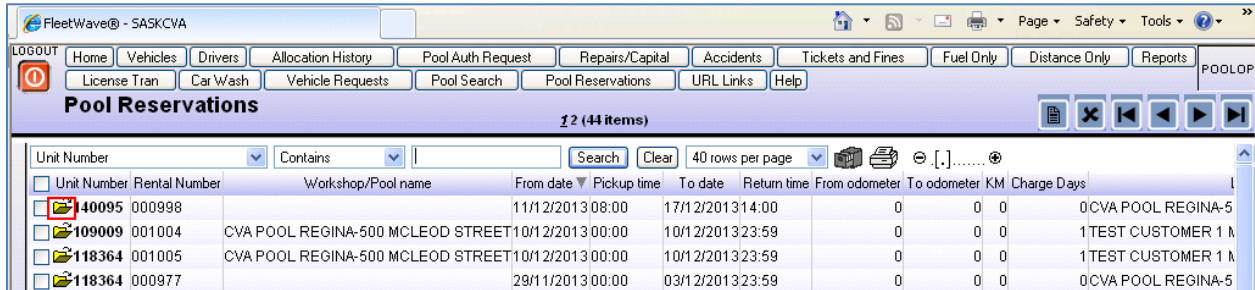 FleetWave® - SASKCVA
Page Safety Tools »
LOGOUT Home Vehicles Drivers Allocation History Pool Auth Request Repairs/Capital Accidents Tickets and Fines Fuel Only Distance Only Reports POOLOP
License Tran Car Wash Vehicle Requests Pool Search Pool Reservations URL Links Help
Pool Reservations
1 2 (44 items)
Unit Number Contains Search Clear 40 rows per page [.].......
Unit Number Rental Number Workshop/Pool name From date Pickup time To date Return time From odometer To odometer KM Charge Days
140095 000998 11/12/2013 08:00 17/12/2013 14:00 0 0 0 0 CVA POOL REGINA-5
109009 001004 CVA POOL REGINA-500 MCLEOD STREET 10/12/2013 00:00 10/12/2013 23:59 0 0 0 1 TEST CUSTOMER 1
118364 001005 CVA POOL REGINA-500 MCLEOD STREET 10/12/2013 00:00 10/12/2013 23:59 0 0 0 1 TEST CUSTOMER 1
118364 000977 29/11/2013 00:00 03/12/2013 23:59 0 0 0 0 CVA POOL REGINA-5